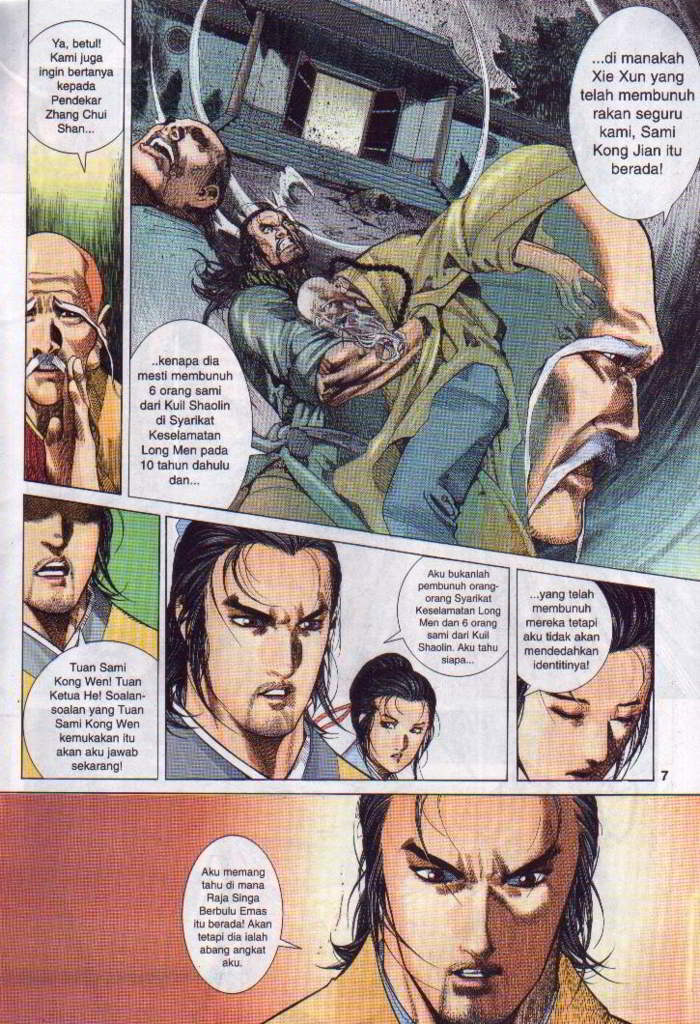 Ya, betul!
Kami juga
ingin bertanya
kepada
Pendekar
Zhang Chui
Shan...
..kenapa dia
mesti membunuh
6 orang sami
dari Kuil Shaolin
di Syarikat
Keselamatan
Long Men pada
10 tahun dahulu
dan...
...di manakah
Xie Xun yang
telah membunuh
rakan seguru
kami, Sami
Kong Jian itu
berada!
Tuan Sami
Kong Wen! Tuan
Ketua He! Soalan-
soalan yang Tuan
Sami Kong Wen
kemukakan itu
akan aku jawab
sekarang!
Aku bukanlah
pembunuh orang-
orang Syarikat
Keselamatan Long
Men dan 6 orang
sami dari Kuil
Shaolin. Aku tahu
siapa...
...yang telah
membunuh
mereka tetapi
aku tidak akan
mendedahkan
identitinya!
7
Aku memang
tahu di mana
Raja Singa
Berbulu Emas
itu berada! Akan
tetapi dia ialah
abang angkat
aku.